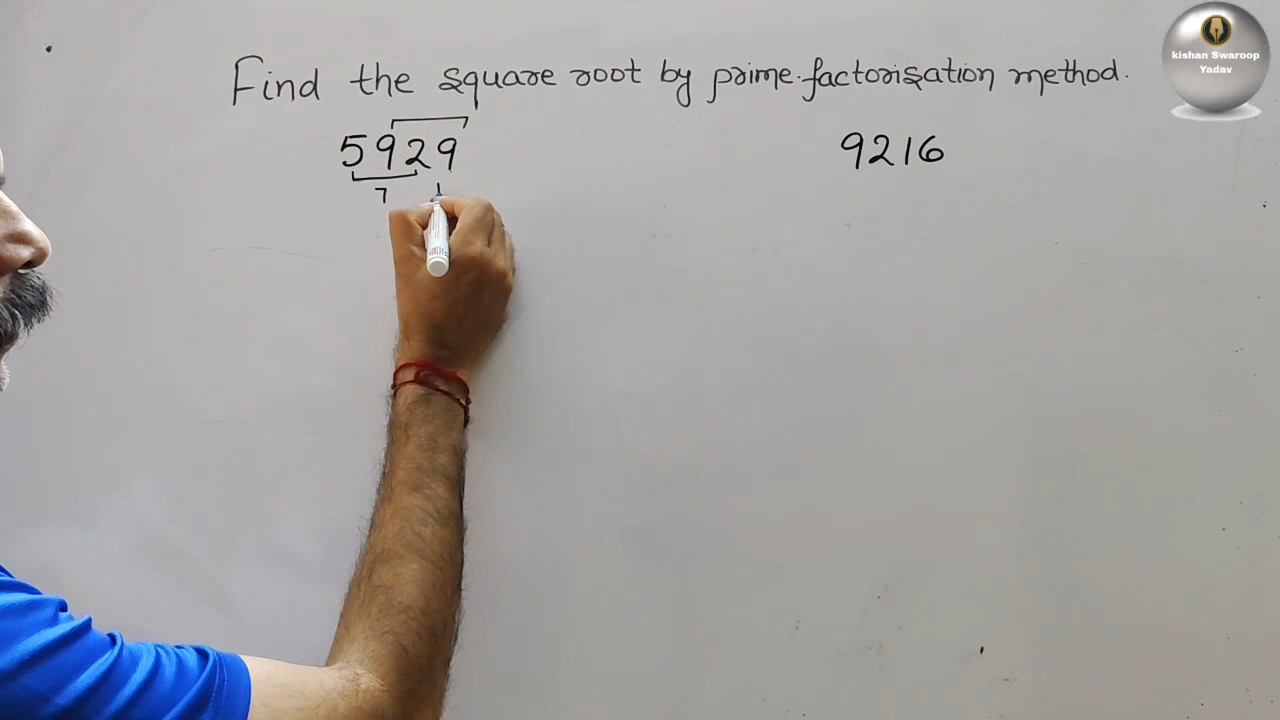 Find the square root by prime factorisation method.
5929
9216
7
kishan Swaroop
Yadav